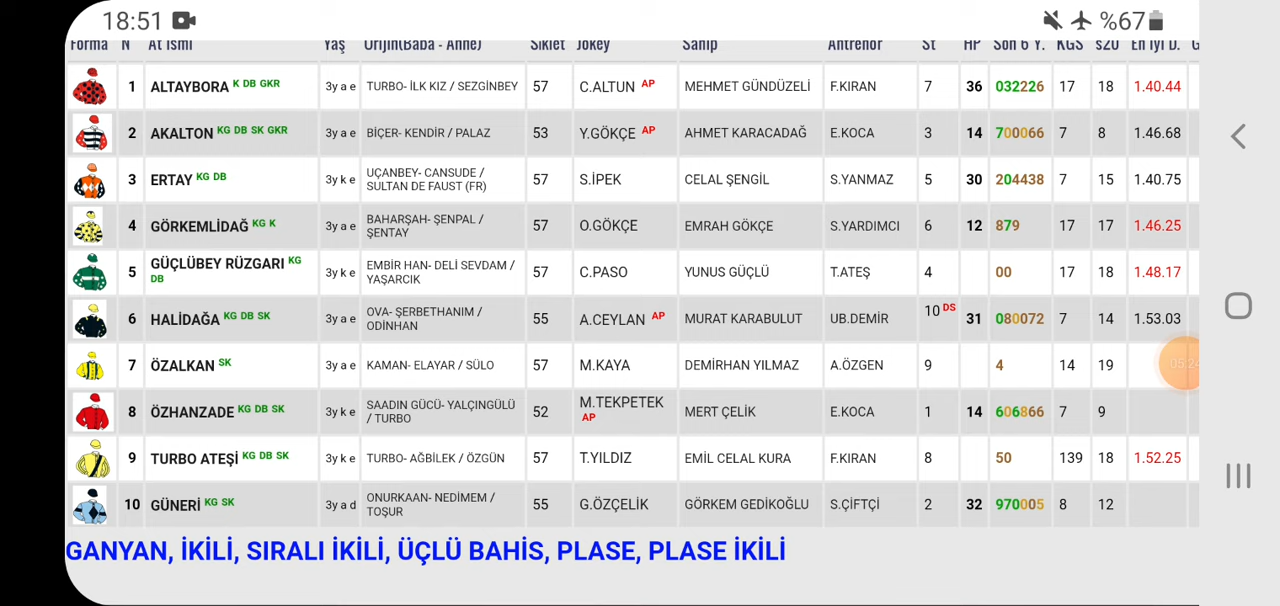 18:51 %67
Forma N At İsmi Yaş Orijin(Baba - Anne) Sıklet Jokey Sahip Antrenör St HP Son 6 Y. KGS s20 En İyi D. G
1 ALTAYBORA K DB GKR 3y a e TURBO- İLK KIZ / SEZGİNBEY 57 C.ALTUN AP MEHMET GÜNDÜZELİ F.KIRAN 7 36 032226 17 18 1.40.44
2 AKALTON KG DB SK GKR 3y a e BİÇER- KENDİR / PALAZ 53 Y.GÖKÇE AP AHMET KARACADAĞ E.KOCA 3 14 700066 7 8 1.46.68
3 ERTAY KG DB 3y k e UÇANBEY- CANSUDE / SULTAN DE FAUST (FR) 57 S.İPEK CELAL ŞENGİL S.YANMAZ 5 30 204438 7 15 1.40.75
4 GÖRKEMLİDAĞ KG K 3y a e BAHARŞAH- ŞENPAL / ŞENTAY 57 O.GÖKÇE EMRAH GÖKÇE S.YARDIMCI 6 12 879 17 17 1.46.25
5 GÜÇLÜBEY RÜZGARI KG DB 3y k e EMBİR HAN- DELİ SEVDAM / YAŞARCIK 57 C.PASO YUNUS GÜÇLÜ T.ATEŞ 4 00 17 18 1.48.17
6 HALİDAĞA KG DB SK 3y a e OVA- ŞERBETHANIM / ODİNHAN 55 A.CEYLAN AP MURAT KARABULUT UB.DEMİR 10 DS 31 080072 7 14 1.53.03
7 ÖZALKAN SK 3y a e KAMAN- ELAYAR / SÜLO 57 M.KAYA DEMİRHAN YILMAZ A.ÖZGEN 9 4 14 19 05:24
8 ÖZHANZADE KG DB SK 3y k e SAADIN GÜCÜ- YALÇINGÜLÜ / TURBO 52 M.TEKPETEK AP MERT ÇELİK E.KOCA 1 14 606866 7 9
9 TURBO ATEŞİ KG DB SK 3y k e TURBO- AĞBİLEK / ÖZGÜN 57 T.YILDIZ EMİL CELAL KURA F.KIRAN 8 50 139 18 1.52.25
10 GÜNERİ KG SK 3y a d ONURKAAN- NEDİMEM / TOŞUR 55 G.ÖZÇELİK GÖRKEM GEDİKOĞLU S.ÇİFTÇİ 2 32 970005 8 12
GANYAN, İKİLİ, SIRALI İKİLİ, ÜÇLÜ BAHİS, PLASE, PLASE İKİLİ